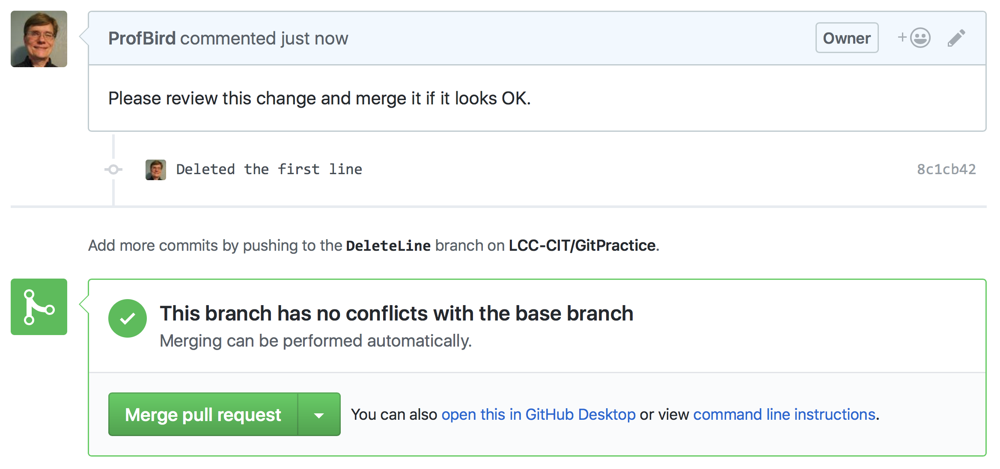 ProfBird commented just now
Owner
+
Please review this change and merge it if it looks OK.
Deleted the first line
8c1cb42
Add more commits by pushing to the DeleteLine branch on LCC-CIT/GitPractice.
This branch has no conflicts with the base branch
Merging can be performed automatically.
Merge pull request
You can also open this in GitHub Desktop or view command line instructions.